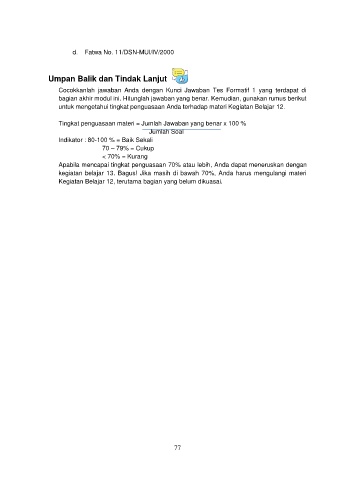 d. Fatwa No. 11/DSN-MUI/IV/2000
Umpan Balik dan Tindak Lanjut
Cocokkanlah jawaban Anda dengan Kunci Jawaban Tes Formatif 1 yang terdapat di
bagian akhir modul ini. Hitunglah jawaban yang benar. Kemudian, gunakan rumus berikut
untuk mengetahui tingkat penguasaan Anda terhadap materi Kegiatan Belajar 12.
Tingkat penguasaan materi = Jumlah Jawaban yang benar x 100 %
Jumlah Soal
Indikator : 80-100 % = Baik Sekali
70 – 79% = Cukup
< 70% = Kurang
Apabila mencapai tingkat penguasaan 70% atau lebih, Anda dapat meneruskan dengan
kegiatan belajar 13. Bagus! Jika masih di bawah 70%, Anda harus mengulangi materi
Kegiatan Belajar 12, terutama bagian yang belum dikuasai.
77